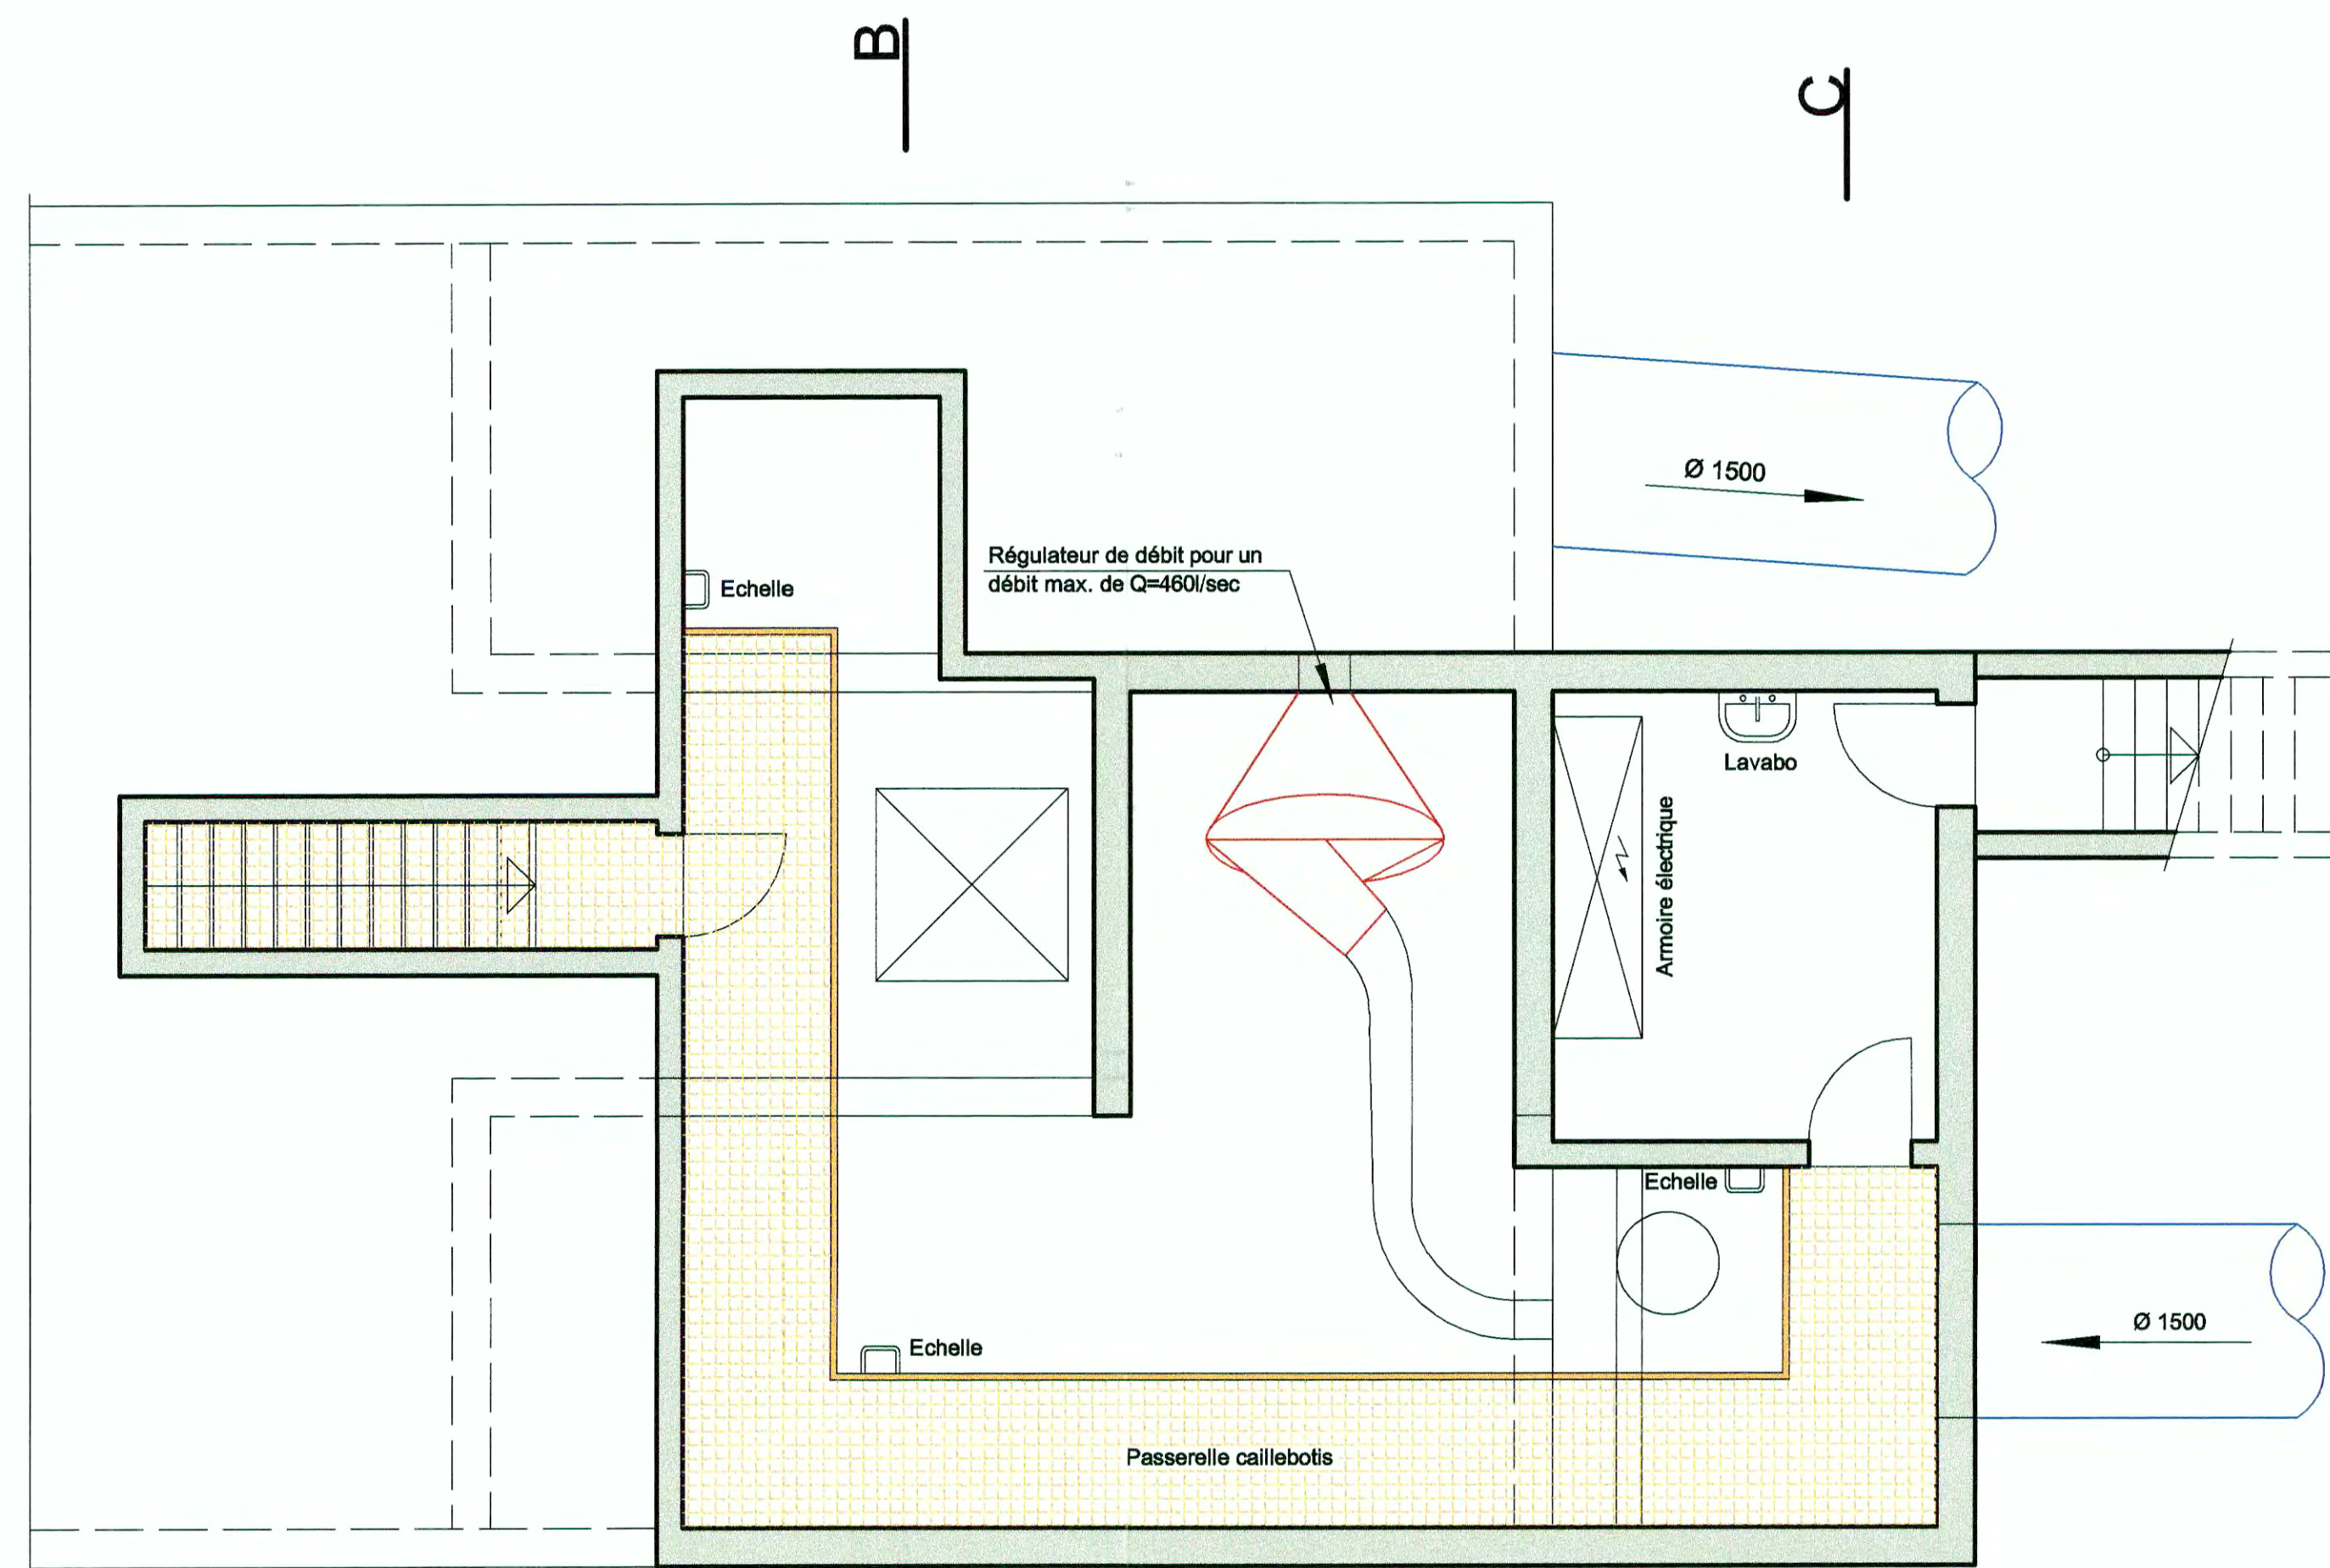 B
C
Ø 1500
Régulateur de débit pour un
débit max. de Q=460l/sec
Echelle
Lavabo
Armoire électrique
Echelle
Ø 1500
Echelle
Passerelle caillebotis